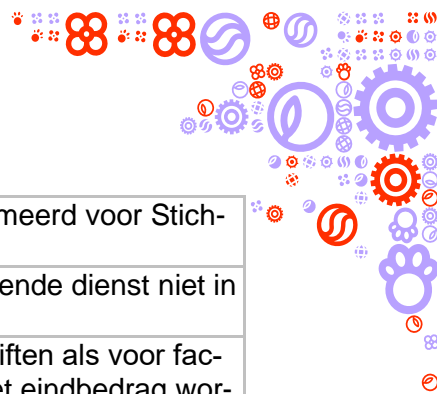 meerd voor Stich-
ende dienst niet in
iften als voor fac-
et eindbedrag wor-